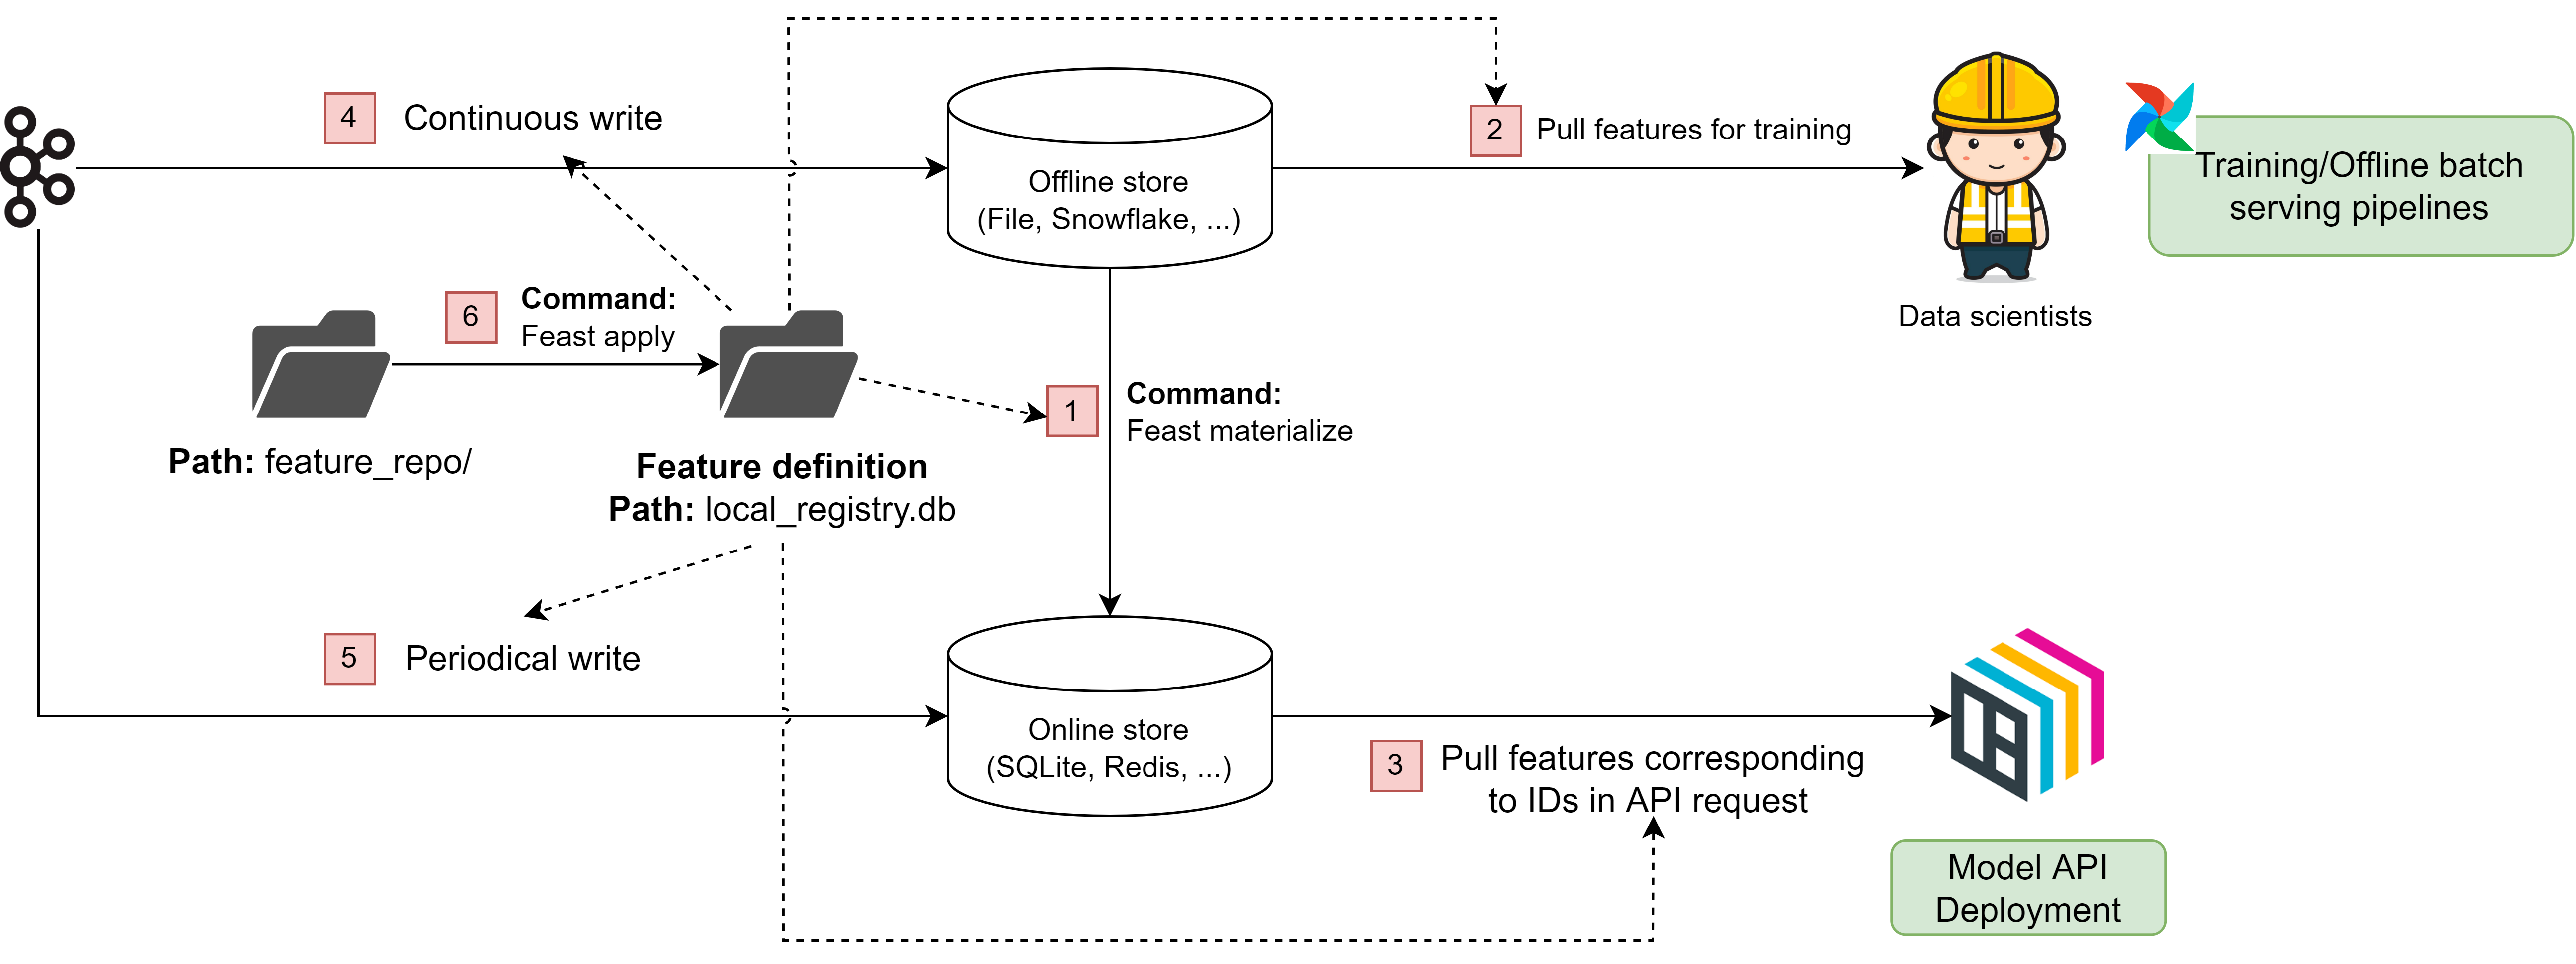 4 Continuous write
Offline store
(File, Snowflake, ...)
2 Pull features for training
Training/Offline batch
serving pipelines
Data scientists
6 Command:
Feast apply
Path: feature_repo/
Feature definition
Path: local_registry.db
1 Command:
Feast materialize
5 Periodical write
Online store
(SQLite, Redis, ...)
3 Pull features corresponding
to IDs in API request
Model API
Deployment